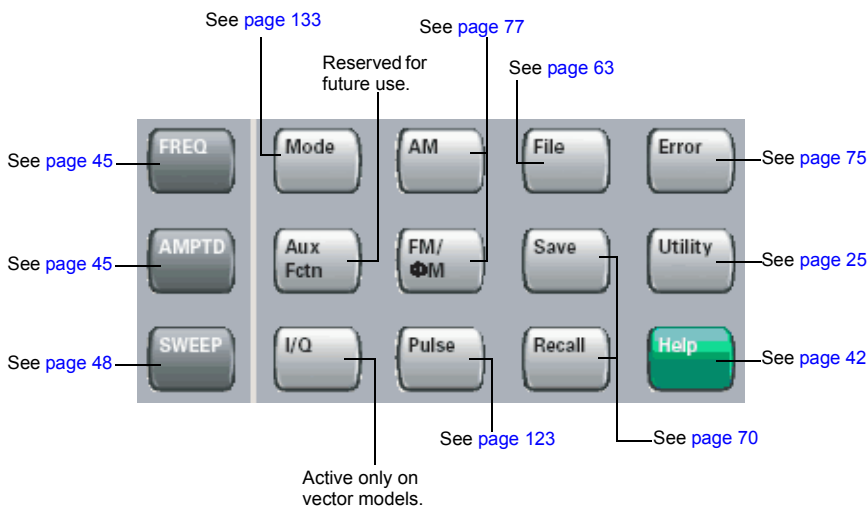 See page 133
See page 77
Reserved for
future use.
See page 63
See page 45
FREQ
Mode
AM
File
Error
See page 75
See page 45
AMPTD
Aux
Fctn
FM/
ΦM
Save
Utility
See page 25
See page 48
SWEEP
I/Q
Pulse
Recall
Help
See page 42
See page 123
See page 70
Active only on
vector models.